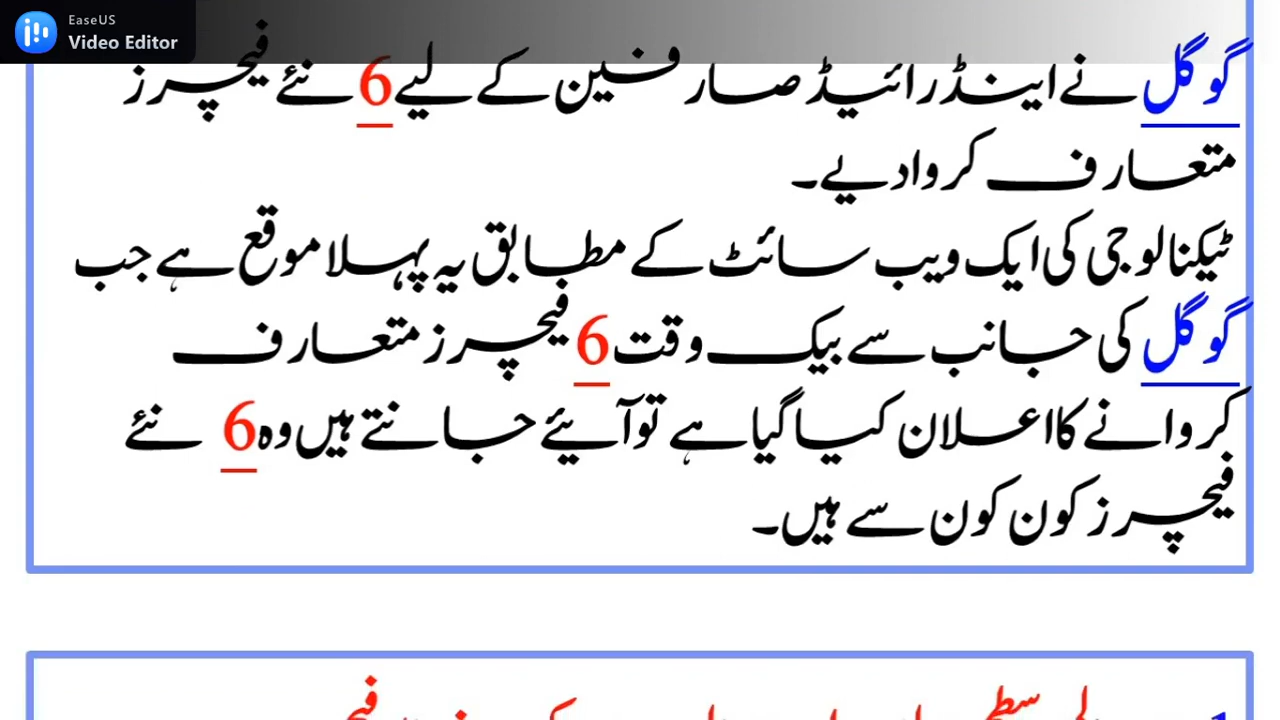 EaseUS
Video Editor
گوگل نے اینڈرائیڈ صارفین کے لیے 6 نئے فیچرز
متعارف کروا دیے۔
ٹیکنالوجی کی ایک ویب سائٹ کے مطابق یہ پہلا موقع ہے جب
گوگل کی جانب سے بیک وقت 6 فیچرز متعارف
کروانے کا اعلان کیا گیا ہے تو آیئے جانتے ہیں وہ 6 نئے
فیچرز کون کون سے ہیں۔